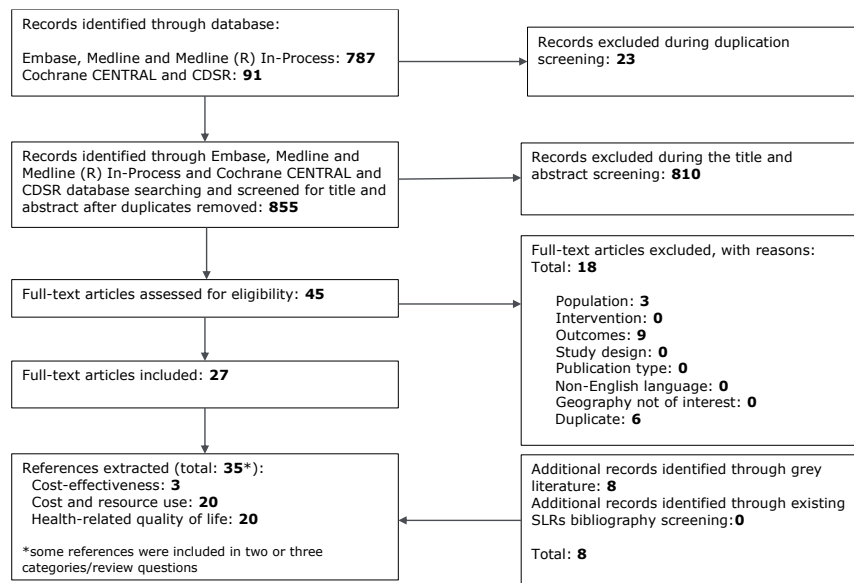 Records identified through database:
Embase, Medline and Medline (R) In-Process: 787
Cochrane CENTRAL and CDSR: 91
Records excluded during duplication
screening: 23
Records identified through Embase, Medline and
Medline (R) In-Process and Cochrane CENTRAL and
CDSR database searching and screened for title and
abstract after duplicates removed: 855
Records excluded during the title and
abstract screening: 810
Full-text articles assessed for eligibility: 45
Full-text articles excluded, with reasons:
Total: 18
Population: 3
Intervention: 0
Outcomes: 9
Study design: 0
Publication type: 0
Non-English language: 0
Geography not of interest: 0
Duplicate: 6
Full-text articles included: 27
References extracted (total: 35*):
Cost-effectiveness: 3
Cost and resource use: 20
Health-related quality of life: 20
*some references were included in two or three
categories/review questions
Additional records identified through grey
literature: 8
Additional records identified through existing
SLRs bibliography screening:0
Total: 8